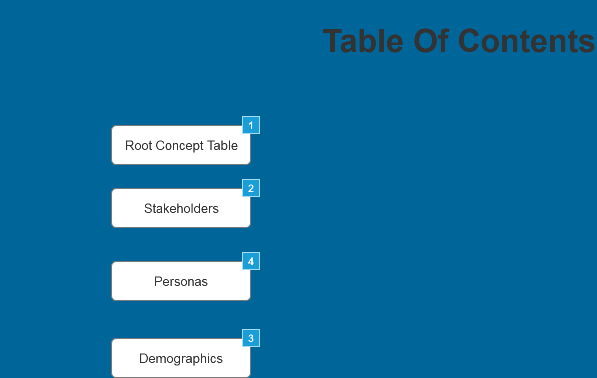 Table Of Contents
1
Root Concept Table
2
Stakeholders
4
Personas
3
Demographics